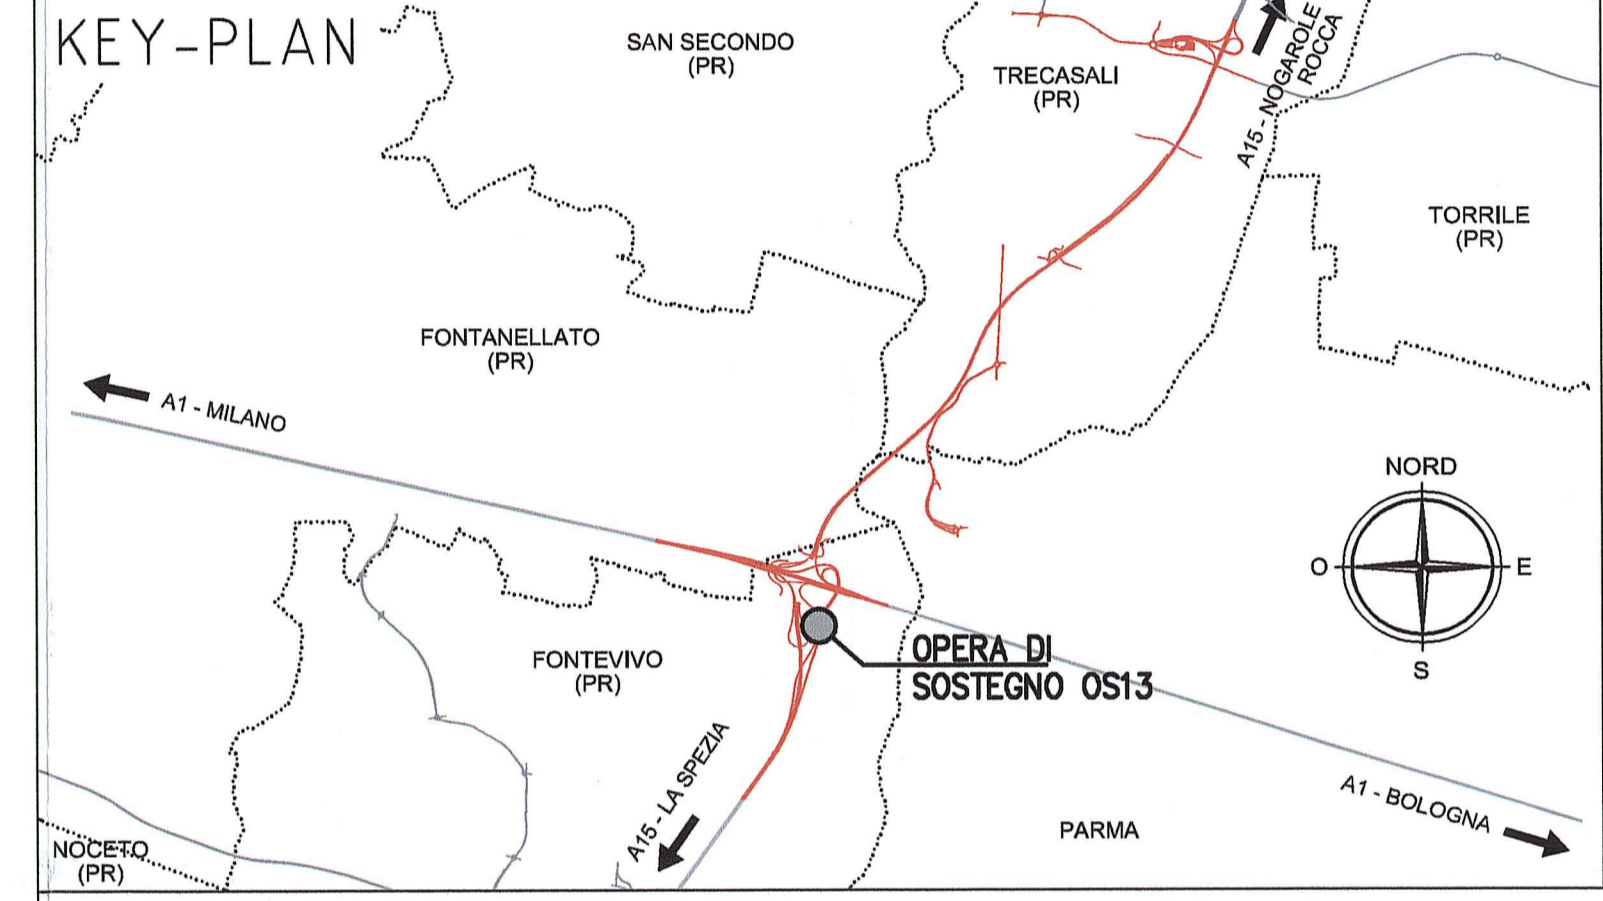 KEY-PLAN
SAN SECONDO
(PR)
TRECASALI
(PR)
A15 - NOGAROLE
ROCCA
TORRILE
(PR)
FONTANELLATO
(PR)
A1 - MILANO
NORD
O
E
S
OPERA DI
SOSTEGNO OS13
FONTEVIVO
(PR)
A15 - LA SPEZIA
A1 - BOLOGNA
PARMA
NOCETO
(PR)